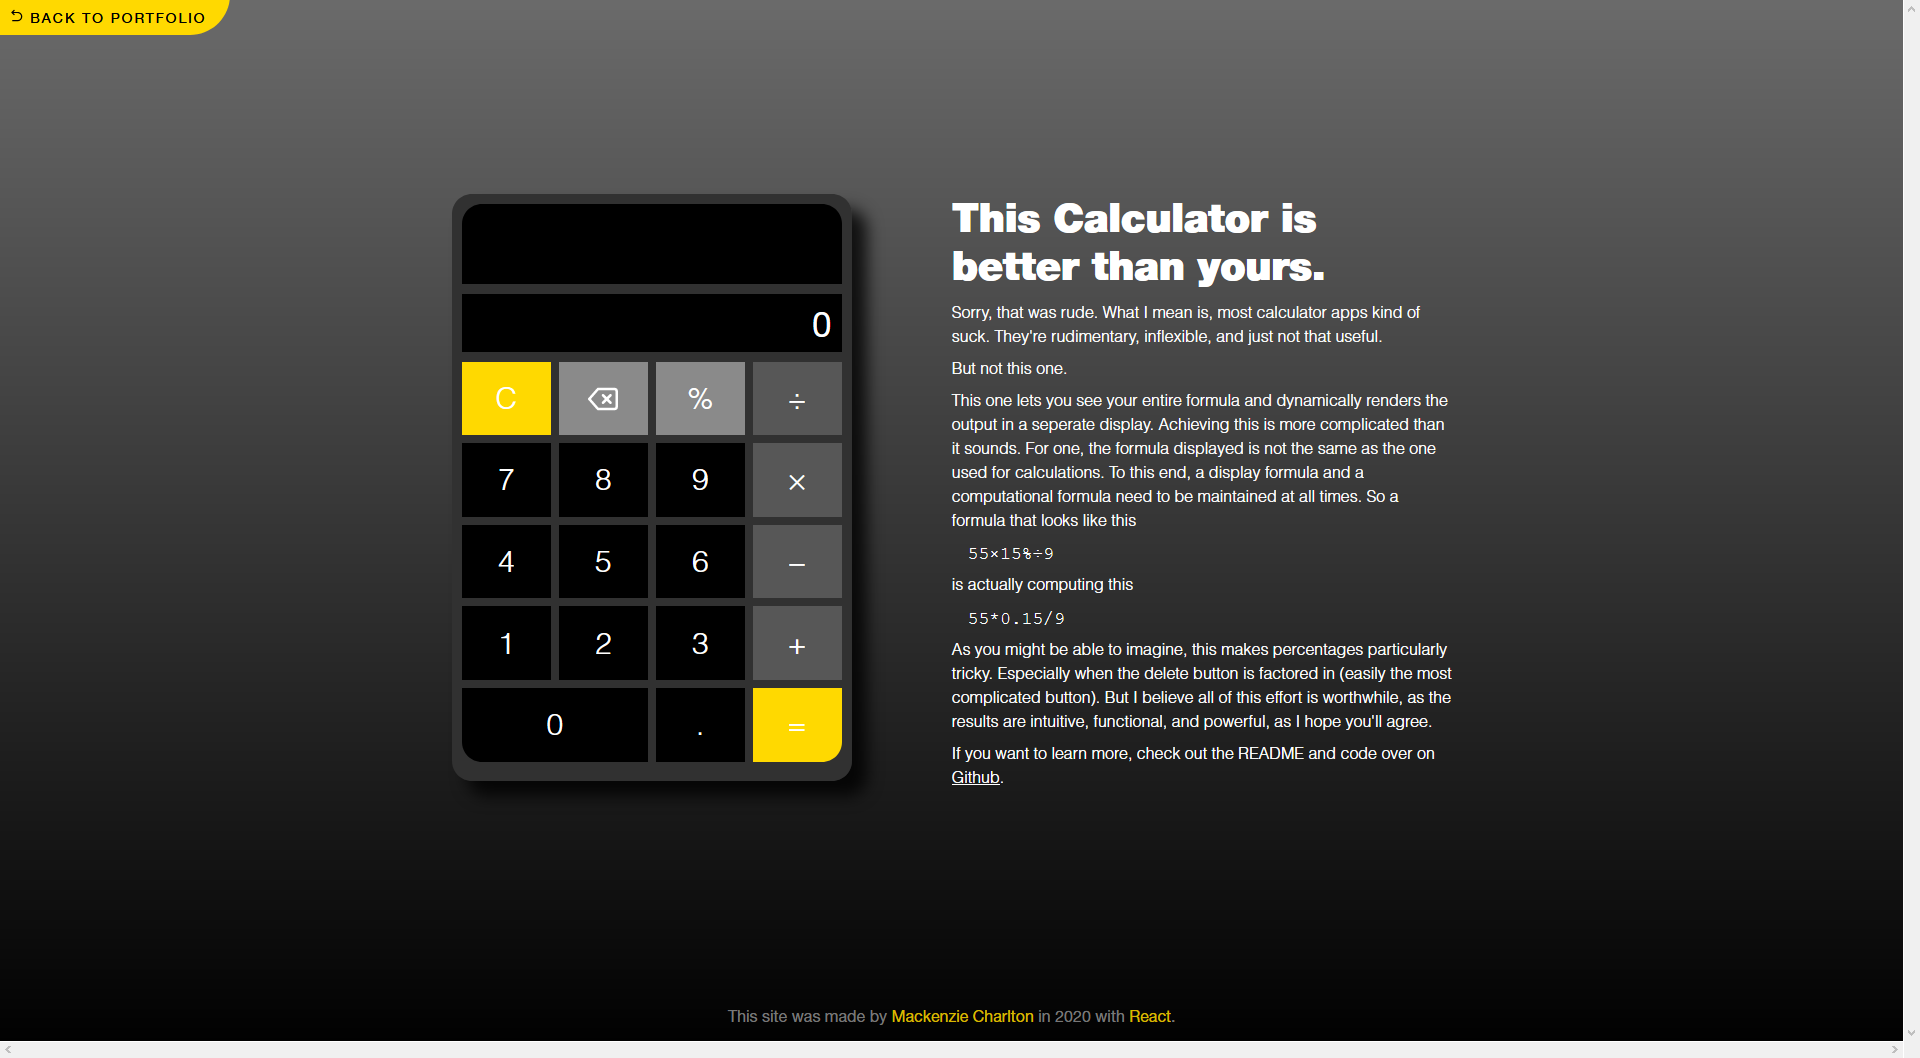 BACK TO PORTFOLIO
0
C
%
÷
7
8
9
×
4
5
6
−
1
2
3
+
0
.
=
This Calculator is
better than yours.
Sorry, that was rude. What I mean is, most calculator apps kind of
suck. They're rudimentary, inflexible, and just not that useful.
But not this one.
This one lets you see your entire formula and dynamically renders the
output in a seperate display. Achieving this is more complicated than
it sounds. For one, the formula displayed is not the same as the one
used for calculations. To this end, a display formula and a
computational formula need to be maintained at all times. So a
formula that looks like this
55×15%÷9
is actually computing this
55*0.15/9
As you might be able to imagine, this makes percentages particularly
tricky. Especially when the delete button is factored in (easily the most
complicated button). But I believe all of this effort is worthwhile, as the
results are intuitive, functional, and powerful, as I hope you'll agree.
If you want to learn more, check out the README and code over on
Github.
This site was made by Mackenzie Charlton in 2020 with React.